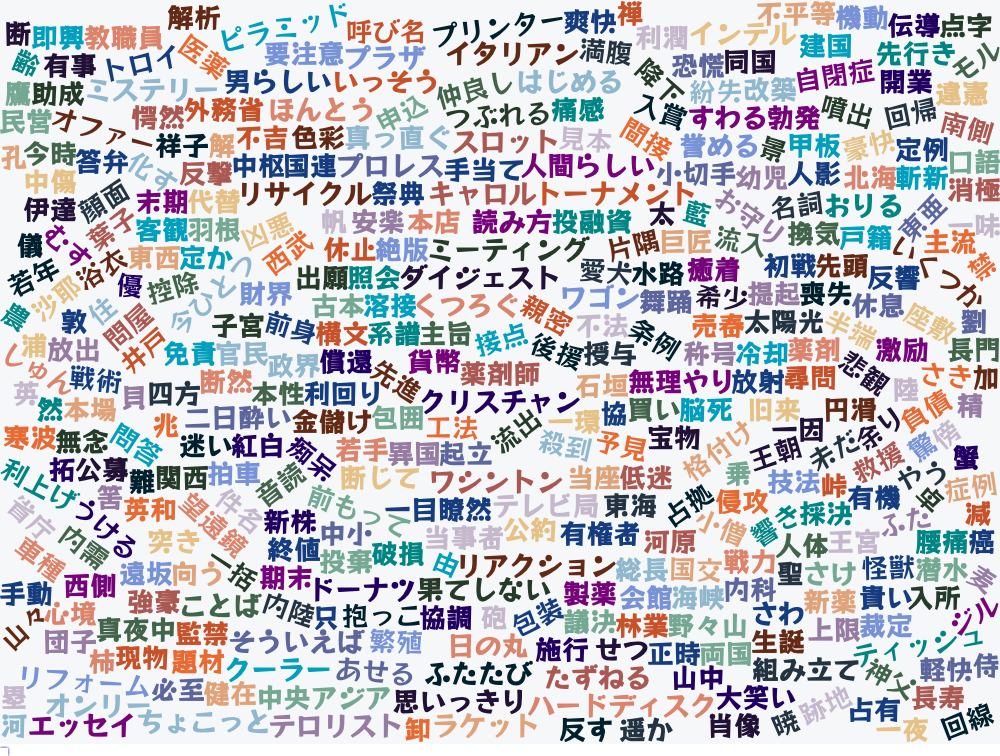 断 即興 教職員 解析 ピラミッド 呼び名 プリンター 爽快 禅 利潤 インテル 不平等 機動 伝導 点字
齢 有事 トロイ 医薬 要注意 プラザ イタリアン 満腹 恐慌 同国 建国 先行き モル
鷹 助成 ミステリー 男らしい いっそう 仲良し はじめる 降下 紛失 改築 自閉症 開業 違憲
民営 オファー 愕然 外務省 ほんとう 申込 つぶれる 痛感 入賞 すわる 勃発 噴出 回帰 南側
孔 今時 答弁 化す 祥子 解 不吉 色彩 真っ直ぐ スロット 見本 間接 誉める 景 甲板 豪快 定例 口語
中傷 反撃 中枢 国連 プロレス 手当て 人間らしい 小切手 幼児 人影 北海 斬新 消極
伊達 顔面 末期 代替 リサイクル 祭典 キャロル トーナメント 太 藍 お守り 名詞 おりる 東亜 一味
儀 むす 葉子 客観 羽根 凶悪 帆 安楽 本店 読み方 投融資 片隅 巨匠 流入 換気 戸籍 い 主流
若年 浴衣 東西 定か 西武 休止 絶版 ミーティング 愛犬 水路 癒着 初戦 先頭 反響 いくつか 禁
沙耶 優 控除 今ひとつ 出願 照会 ダイジェスト ワゴン 舞踊 希少 提起 喪失 休息
農 敦 住 問屋 財界 古本 溶接 くつろぐ 親密 不法 条例 売春 太陽光 半端 座敷 劉
浦 放出 井戸 子宮 前身 構文 系譜 主旨 接点 後援 授与 称号 冷却 薬剤 悲観 激励 長門
しゅん 免責 官民 政界 償還 貨幣 薬剤師 先進 石垣 無理やり 放射 尋問 陸 さき 加
英 戦術 貝 四方 断然 本性 利回り クリスチャン 一環 協 買い 脳死 旧来 円滑 負債 精
然 本場 兆 二日酔い 金儲け 包囲 工法 流出 殺到 予見 宝物 格付け 一因 未だ 余り 驚 傍
寒波 無念 問答 迷い 紅白 痴呆 若手 異国 起立 王朝 救援 やう 蟹
利上げ 拓 公募 難 関西 拍車 音読 断じて ワシントン 当座 低迷 乗 技法 峠 有機 卓 症例
省庁 うける 答 英和 望遠鏡 件名 前もって 一目瞭然 テレビ局 東海 占拠 侵攻 き 採決 ふた 減
車種 内需 突き 新株 中小 当事者 公約 有権者 河原 小僧 響 人体 王宮 腰痛 癌
手動 西側 遠坂 向う 一括 終値 投棄 破損 由 リアクション 総長 国交 戦力 聖 さけ 怪獣 潜水 麦
山々 心境 強豪 ことば 期末 内陸 ドーナツ 果てしない 製薬 会館 海峡 内科 さわ 新薬 貴い 入所 ジル
団子 真夜中 監禁 只 抱っこ 協調 砲 包装 議決 林業 野々山 生誕 上限 裁定
柿 現物 題材 そういえば 繁殖 日の丸 施行 せつ 正時 両国 組み立て ティッシュ
リフォーム クーラー あせる ふたたび たずねる 山中 神父 軽快 侍
塁 オンリー 必至 健在 中央アジア 思いっきり ハードディスク 大笑い 跡地 占有 長寿
河 エッセイ ちょこっと テロリスト 卸 ラケット 反す 遥か 肖像 暁 一夜 回線